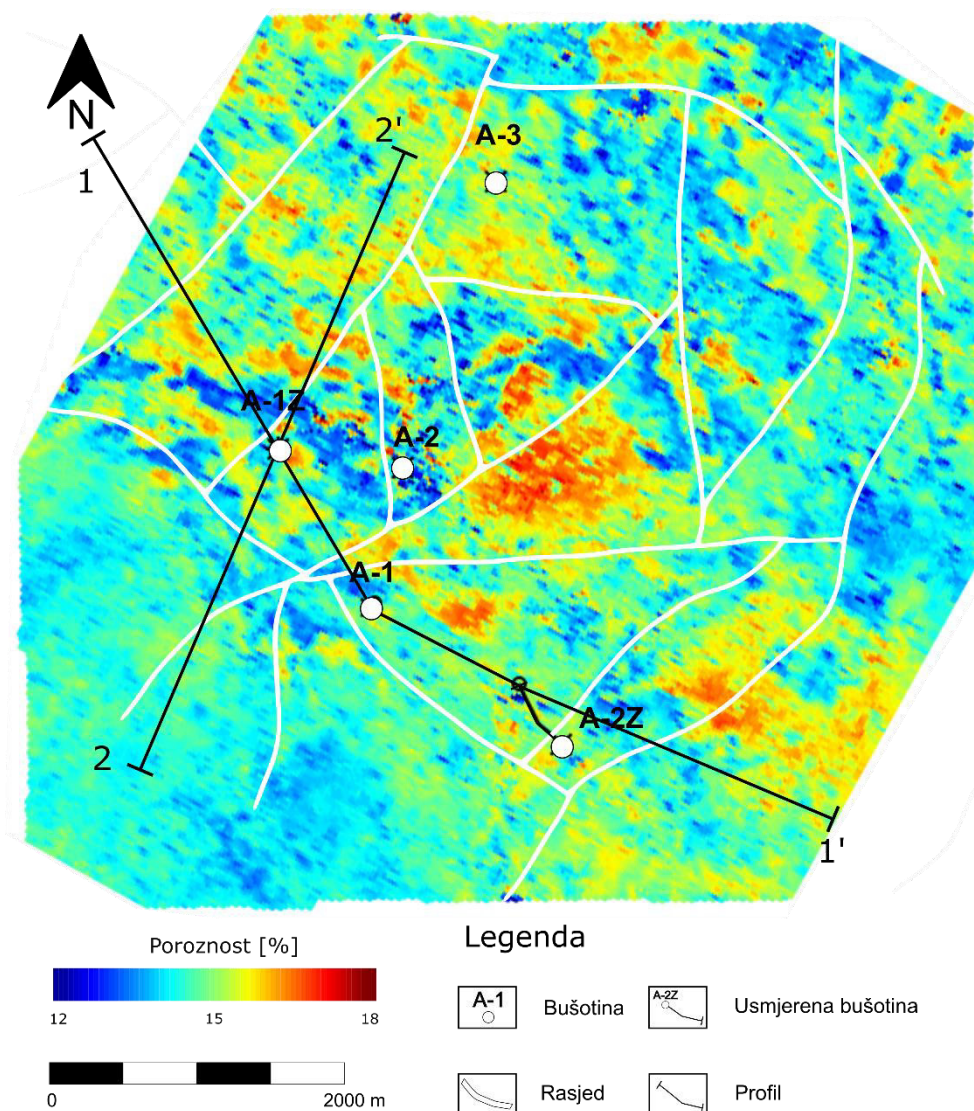 N
1
2'
A-3
A-1Z
A-2
A-1
A-2Z
2
1'
Poroznost [%]
12 15 18
0 2000 m
Legenda
A-1 Bušotina
A-2Z Usmjerena bušotina
Rasjed
Profil